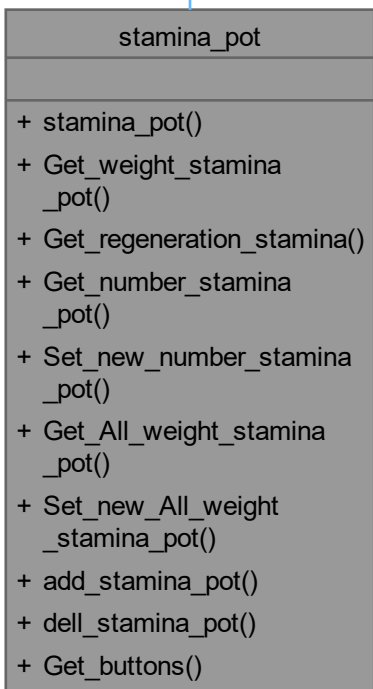 stamina_pot
+ stamina_pot()
+ Get_weight_stamina
_pot()
+ Get_regeneration_stamina()
+ Get_number_stamina
_pot()
+ Set_new_number_stamina
_pot()
+ Get_All_weight_stamina
_pot()
+ Set_new_All_weight
_stamina_pot()
+ add_stamina_pot()
+ dell_stamina_pot()
+ Get_buttons()